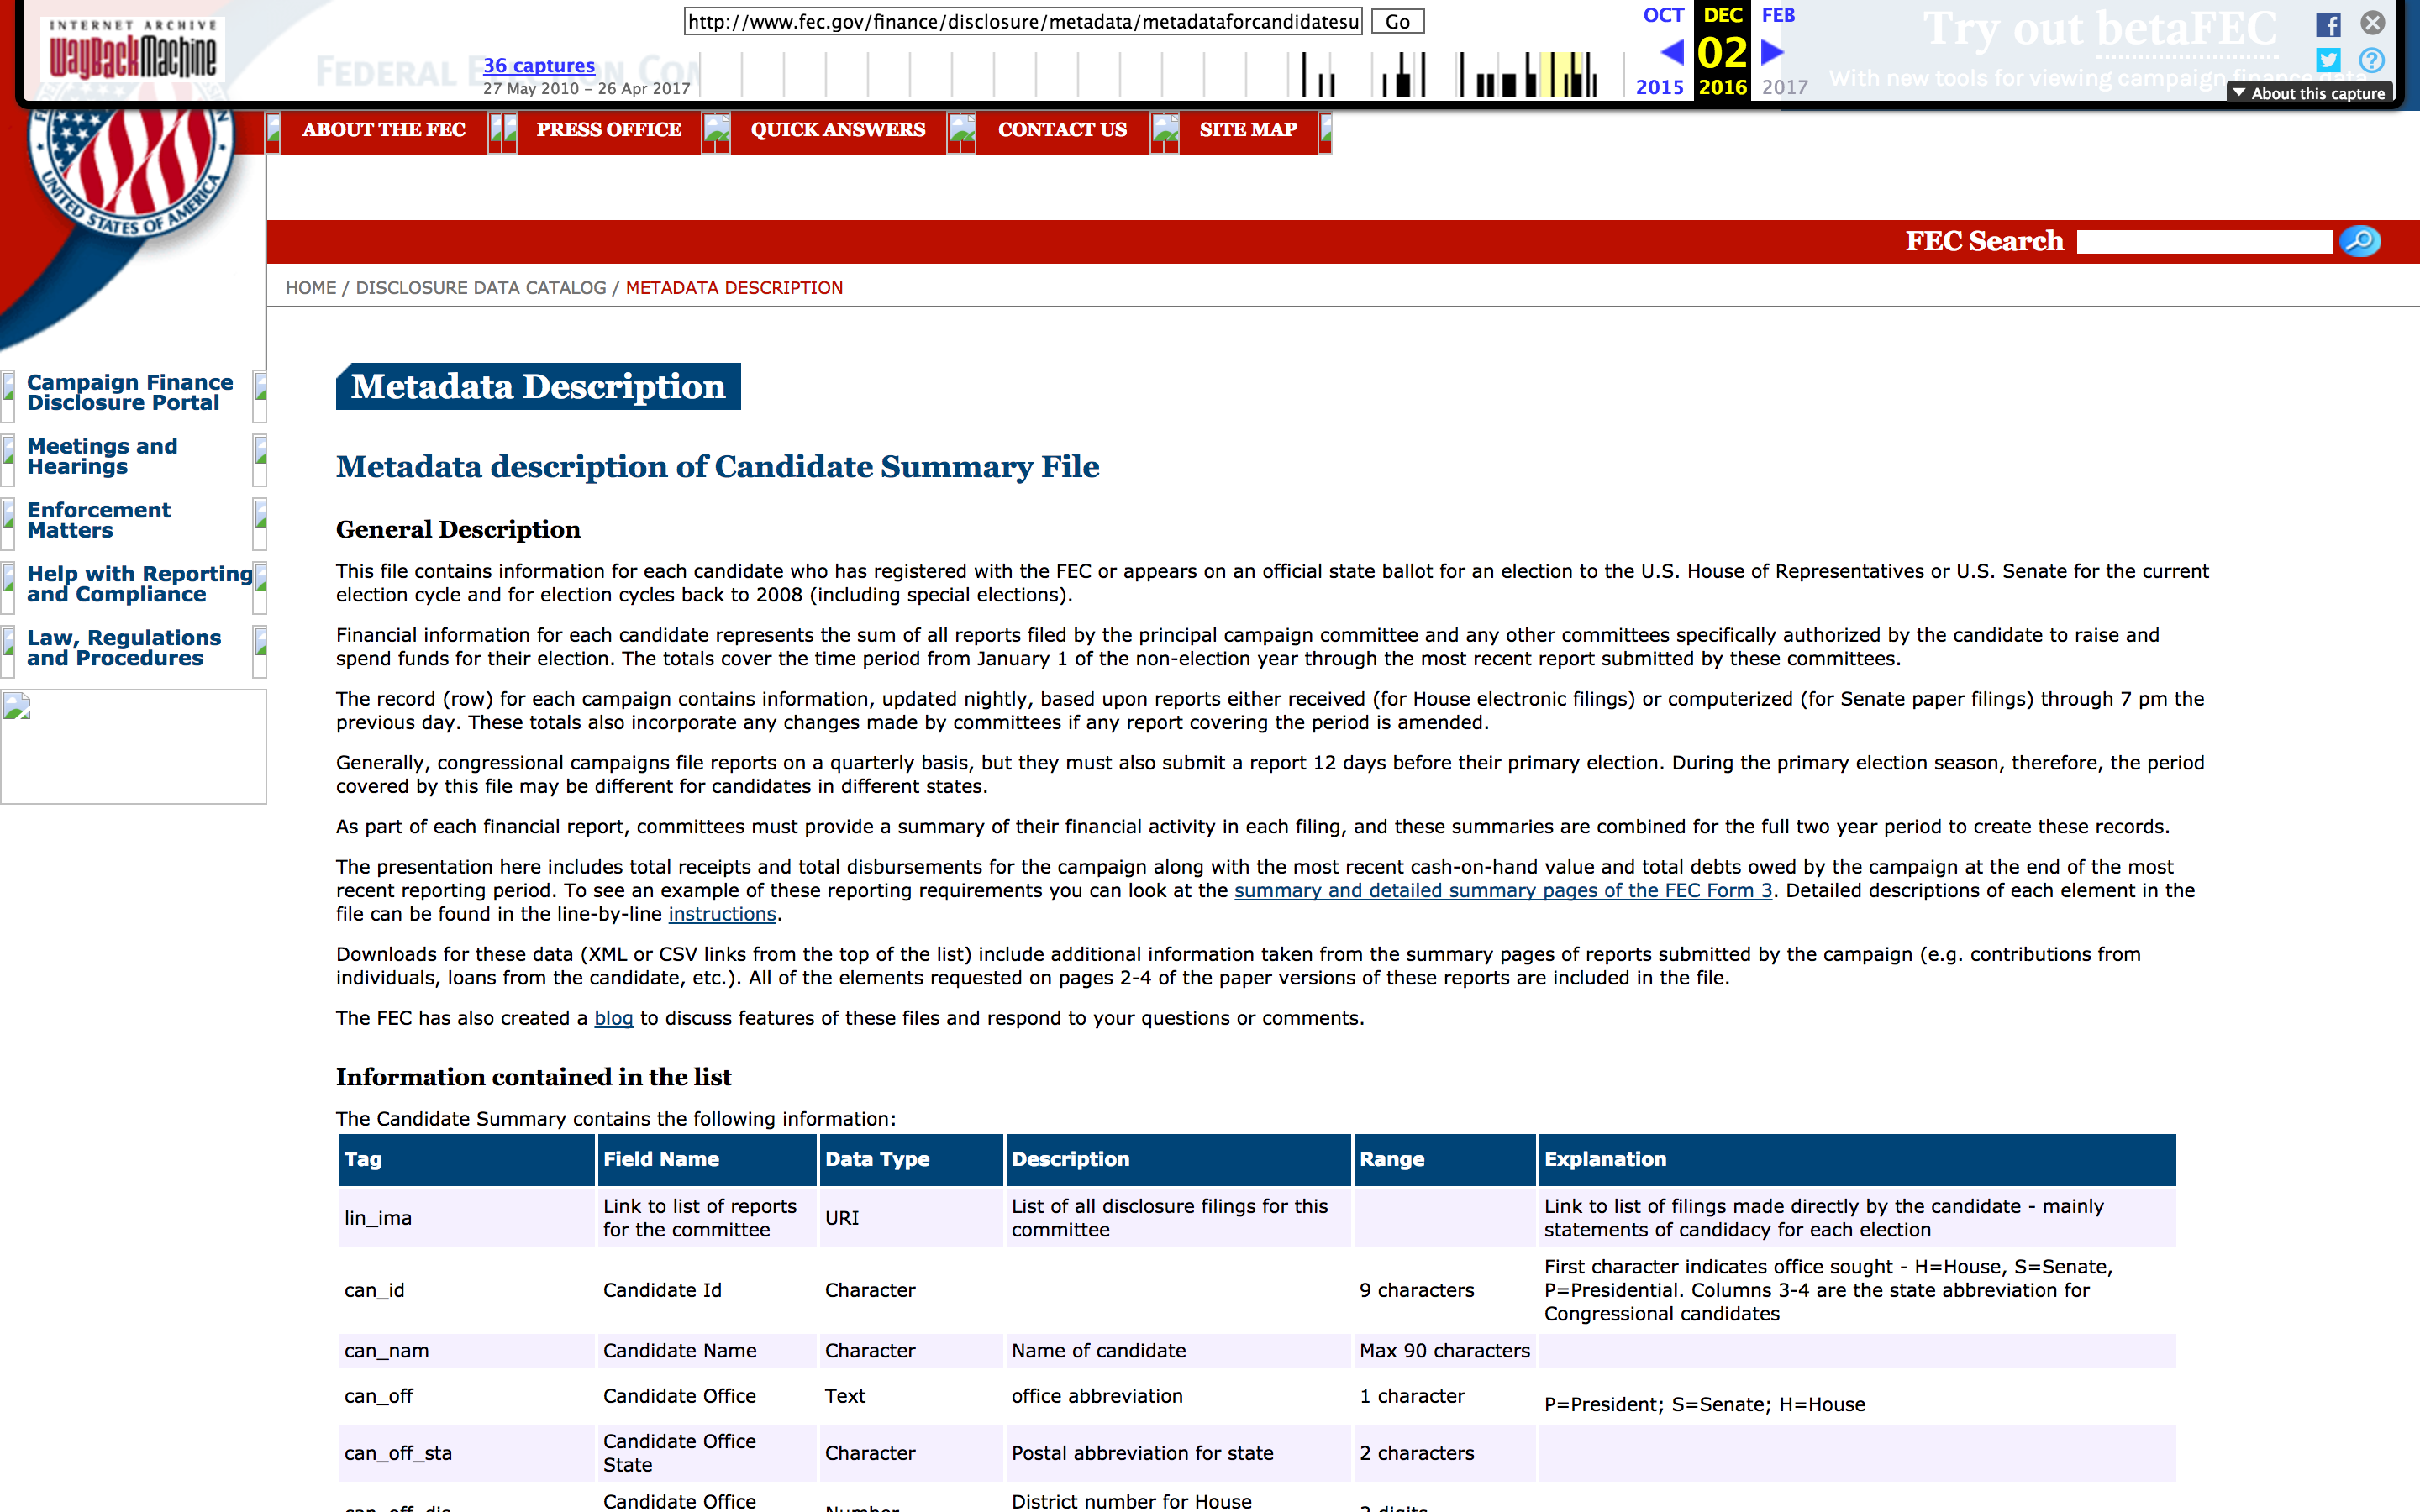 INTERNET ARCHIVE
WayBackMachine
http://www.fec.gov/finance/disclosure/metadata/metadataforcandidatesu
Go
36 captures
27 May 2010 – 26 Apr 2017
OCT DEC FEB
02
2015 2016 2017
FEDERAL
Try out betaFEC
With new tools for viewing campaign finance data
About this capture
UNITED STATES OF AMERICA
ABOUT THE FEC
PRESS OFFICE
QUICK ANSWERS
CONTACT US
SITE MAP
FEC Search
HOME / DISCLOSURE DATA CATALOG / METADATA DESCRIPTION
Campaign Finance
Disclosure Portal
Meetings and
Hearings
Enforcement
Matters
Help with Reporting
and Compliance
Law, Regulations
and Procedures
Metadata Description
Metadata description of Candidate Summary File
General Description
This file contains information for each candidate who has registered with the FEC or appears on an official state ballot for an election to the U.S. House of Representatives or U.S. Senate for the current
election cycle and for election cycles back to 2008 (including special elections).
Financial information for each candidate represents the sum of all reports filed by the principal campaign committee and any other committees specifically authorized by the candidate to raise and
spend funds for their election. The totals cover the time period from January 1 of the non-election year through the most recent report submitted by these committees.
The record (row) for each campaign contains information, updated nightly, based upon reports either received (for House electronic filings) or computerized (for Senate paper filings) through 7 pm the
previous day. These totals also incorporate any changes made by committees if any report covering the period is amended.
Generally, congressional campaigns file reports on a quarterly basis, but they must also submit a report 12 days before their primary election. During the primary election season, therefore, the period
covered by this file may be different for candidates in different states.
As part of each financial report, committees must provide a summary of their financial activity in each filing, and these summaries are combined for the full two year period to create these records.
The presentation here includes total receipts and total disbursements for the campaign along with the most recent cash-on-hand value and total debts owed by the campaign at the end of the most
recent reporting period. To see an example of these reporting requirements you can look at the summary and detailed summary pages of the FEC Form 3. Detailed descriptions of each element in the
file can be found in the line-by-line instructions.
Downloads for these data (XML or CSV links from the top of the list) include additional information taken from the summary pages of reports submitted by the campaign (e.g. contributions from
individuals, loans from the candidate, etc.). All of the elements requested on pages 2-4 of the paper versions of these reports are included in the file.
The FEC has also created a blog to discuss features of these files and respond to your questions or comments.
Information contained in the list
The Candidate Summary contains the following information:
Tag Field Name Data Type Description Range Explanation
lin_ima Link to list of reports for the committee URI List of all disclosure filings for this committee Link to list of filings made directly by the candidate - mainly statements of candidacy for each election
can_id Candidate Id Character 9 characters First character indicates office sought - H=House, S=Senate, P=Presidential. Columns 3-4 are the state abbreviation for Congressional candidates
can_nam Candidate Name Character Name of candidate Max 90 characters
can_off Candidate Office Text office abbreviation 1 character P=President; S=Senate; H=House
can_off_sta Candidate Office State Character Postal abbreviation for state 2 characters
can_off_dis Candidate Office Number District number for House 2 digits